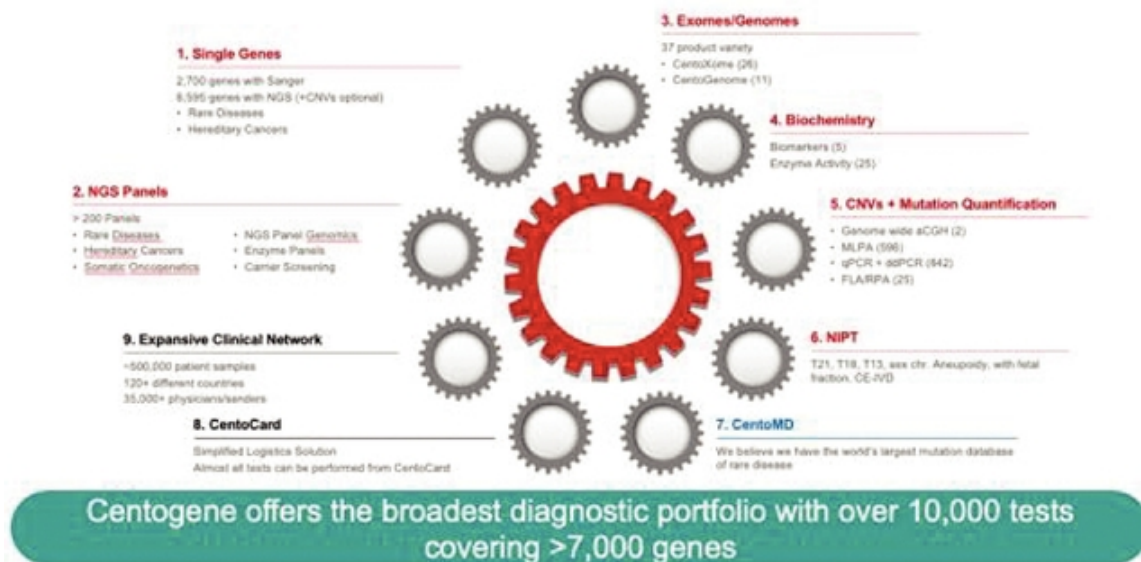 1. Single Genes
2,700 genes with Sanger
6,595 genes with NGS (+CNVs optional)
• Rare Diseases
• Hereditary Cancers
2. NGS Panels
> 200 Panels
• Rare Diseases
• Hereditary Cancers
• Somatic Oncogenetics
• NGS Panel Genomics
• Enzyme Panels
• Carrier Screening
3. Exomes/Genomes
37 product variety
• CentoXome (26)
• CentoGenome (11)
4. Biochemistry
Biomarkers (5)
Enzyme Activity (25)
5. CNVs + Mutation Quantification
• Genome wide aCGH (2)
• MLPA (596)
• qPCR + ddPCR (642)
• FLA/RPA (25)
6. NIPT
T21, T18, T13, sex chr. Aneupoidy, with fetal
fraction, CE-IVD
7. CentoMD
We believe we have the world's largest mutation database
of rare disease
8. CentoCard
Simplified Logistics Solution
Almost all tests can be performed from CentoCard
9. Expansive Clinical Network
~500,000 patient samples
120+ different countries
35,000+ physicians/senders
Centogene offers the broadest diagnostic portfolio with over 10,000 tests
covering >7,000 genes